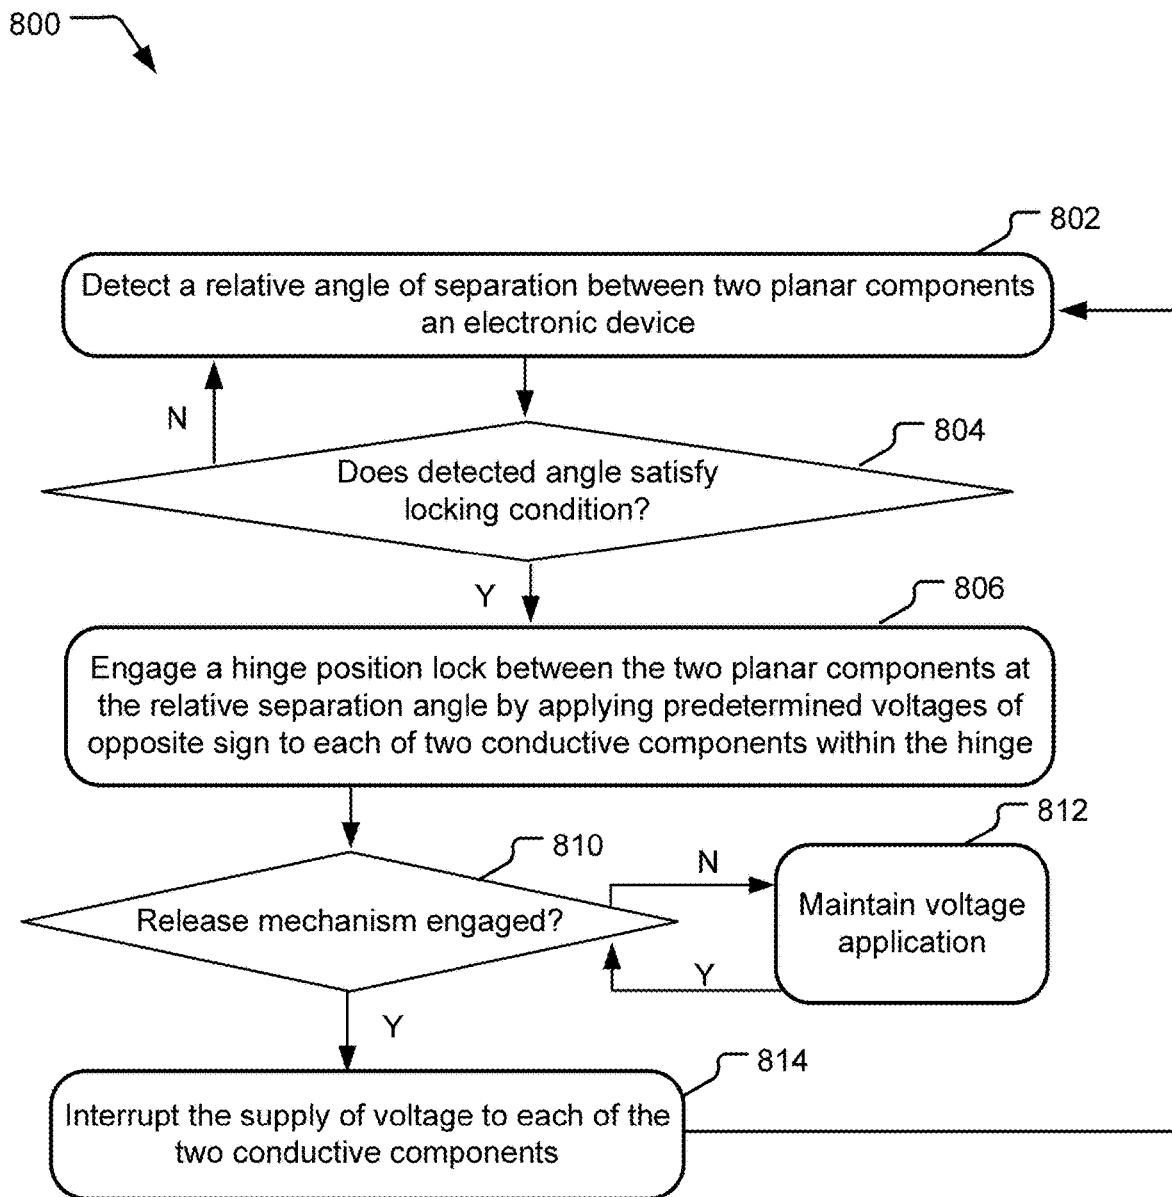 800
802
Detect a relative angle of separation between two planar components
an electronic device
N
804
Does detected angle satisfy
locking condition?
Y
806
Engage a hinge position lock between the two planar components at
the relative separation angle by applying predetermined voltages of
opposite sign to each of two conductive components within the hinge
812
810
N
Release mechanism engaged?
Maintain voltage
application
Y
Y
814
Interrupt the supply of voltage to each of the
two conductive components